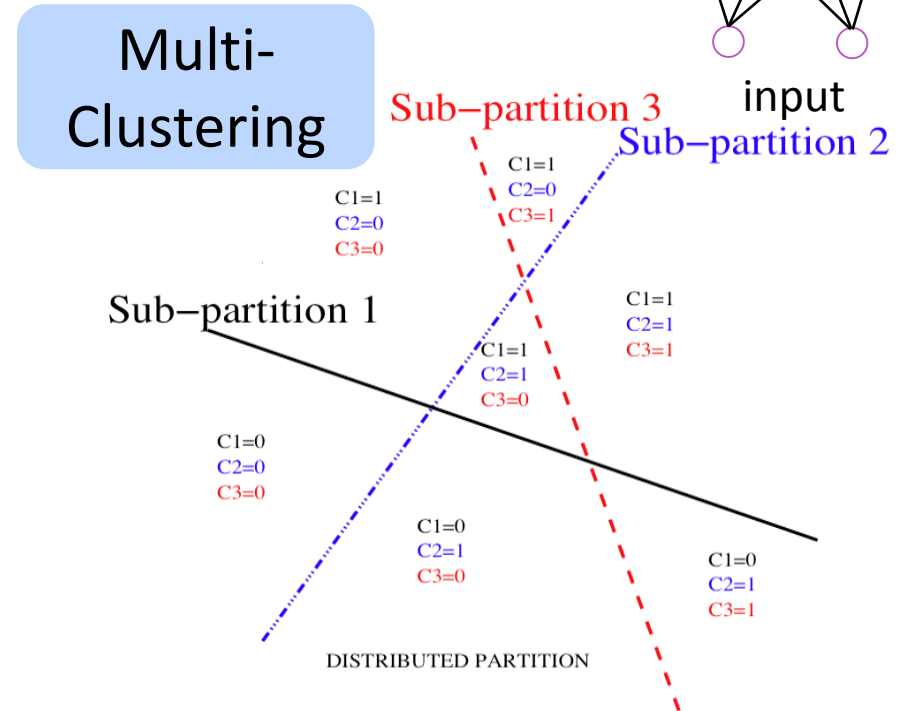 Multi-
Clustering
input
Sub-partition 3
Sub-partition 2
C1=1
C2=0
C3=1
C1=1
C2=0
C3=0
Sub-partition 1
C1=1
C2=1
C3=1
C1=1
C2=1
C3=0
C1=0
C2=0
C3=0
C1=0
C2=1
C3=0
C1=0
C2=1
C3=1
DISTRIBUTED PARTITION